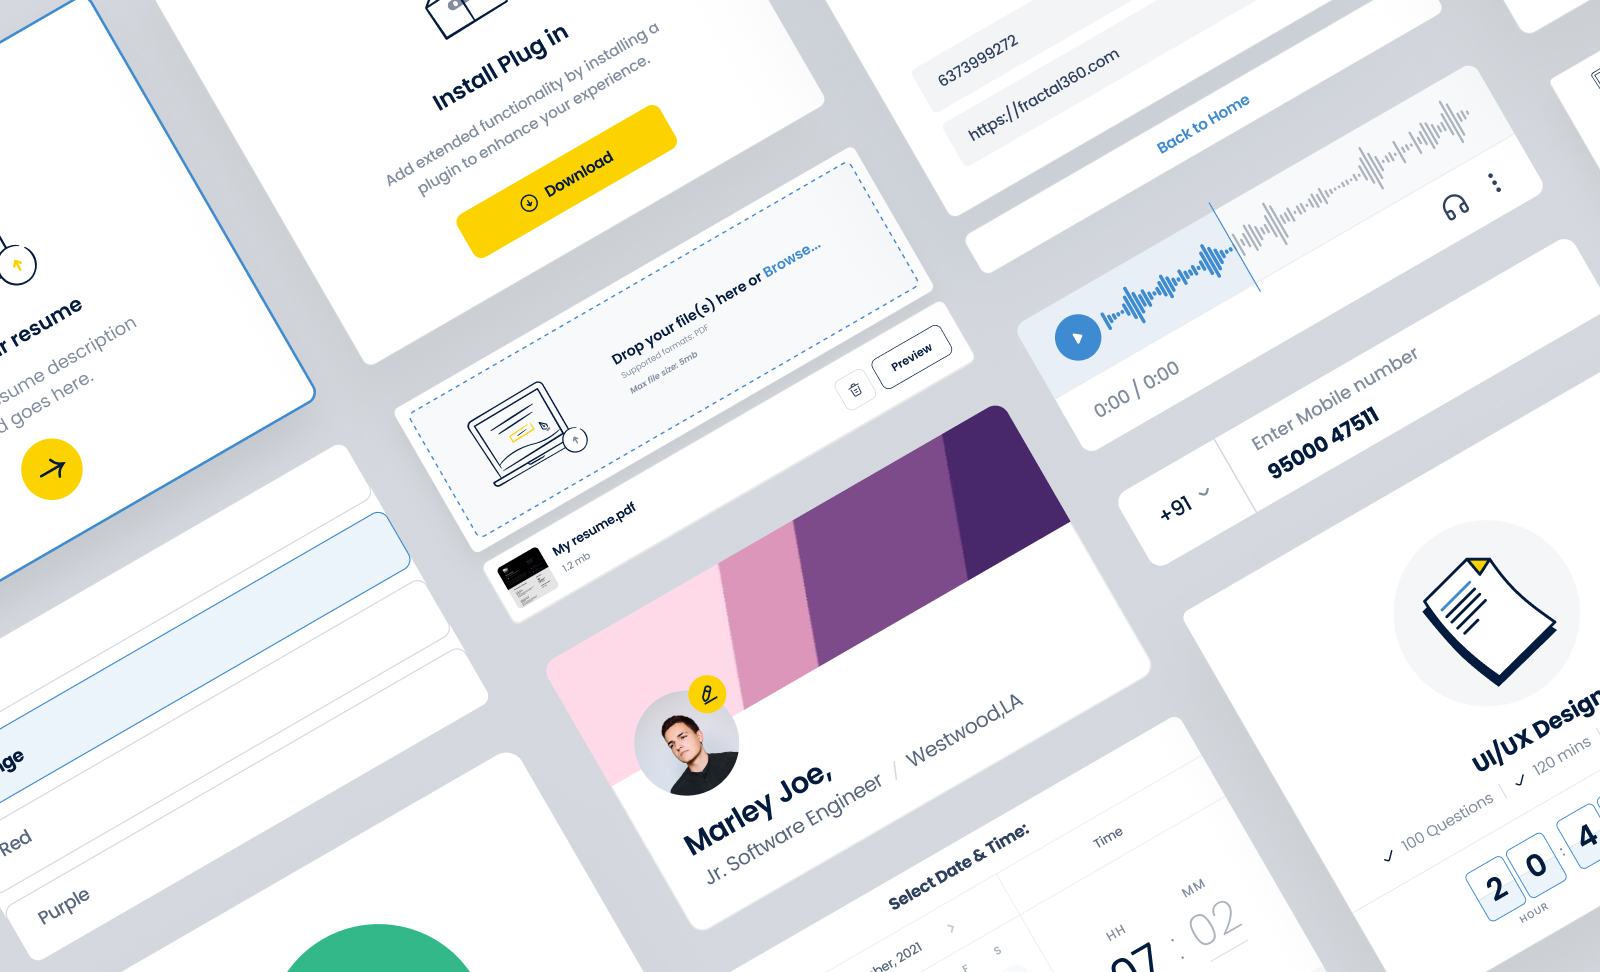 Install Plug in
Add extended functionality by installing a
plugin to enhance your experience.
Download
6373999272
https://fractal360.com
Back to Home
resume
description
goes here.
Drop your file(s) here or Browse...
Supported formats: PDF
Max file size: 5mb
Preview
My resume.pdf
1.2 mb
0:00 / 0:00
Enter Mobile number
+91
95000 47511
Red
Purple
Marley Joe,
Jr. Software Engineer / Westwood,LA
Select Date & Time:
Time
2021
F
S
HH
MM
07 : 02
UI/UX Design
100 Questions
120 mins
2 0 : 4
HOUR